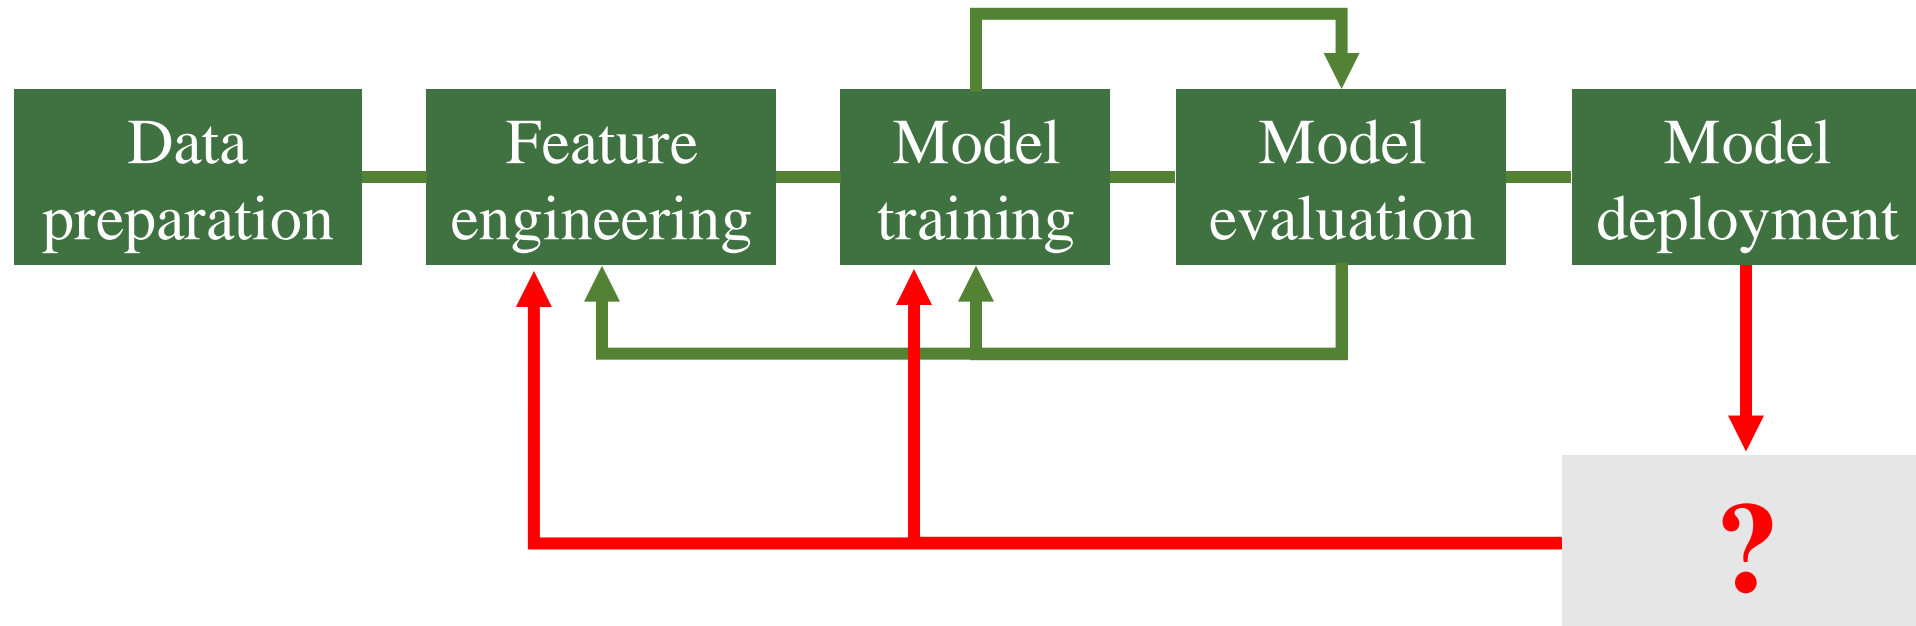 Data
preparation
Feature
engineering
Model
training
Model
evaluation
Model
deployment
?